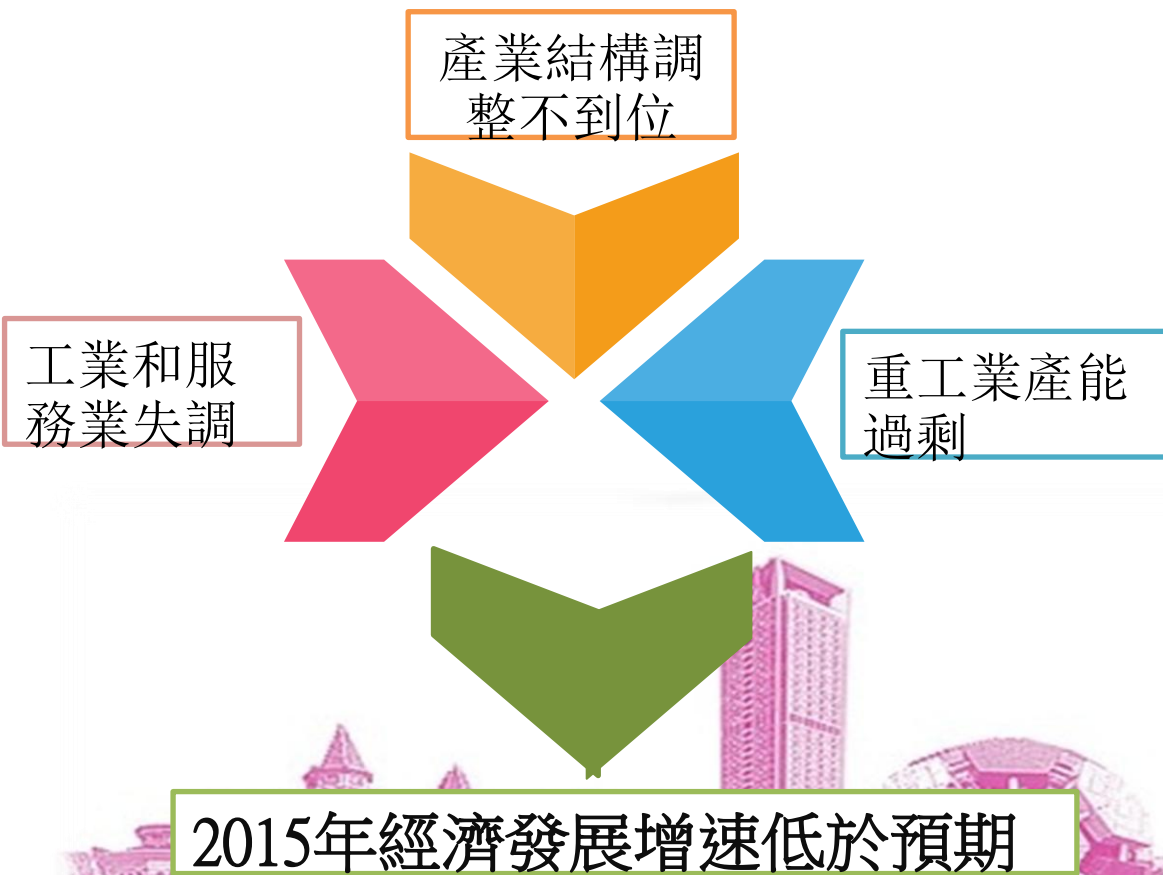 產業結構調
整不到位
工業和服
務業失調
重工業產能
過剩
2015年經濟發展增速低於預期